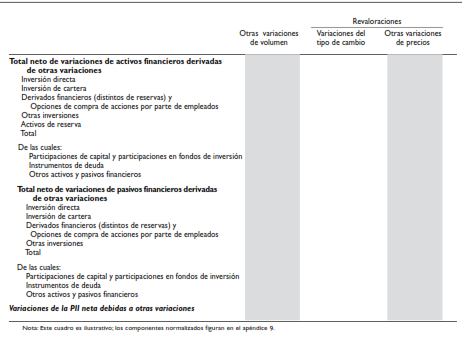 Revaloraciones
Otras variaciones Variaciones del Otras variaciones
de volumen tipo de cambio de precios
Total neto de variaciones de activos financieros derivadas
de otras variaciones
Inversión directa
Inversión de cartera
Derivados financieros (distintos de reservas) y
Opciones de compra de acciones por parte de empleados
Otras inversiones
Activos de reserva
Total
De las cuales:
Participaciones de capital y participaciones en fondos de inversión
Instrumentos de deuda
Otros activos y pasivos financieros
Total neto de variaciones de pasivos financieros derivadas
de otras variaciones
Inversión directa
Inversión de cartera
Derivados financieros (distintos de reservas) y
Opciones de compra de acciones por parte de empleados
Otras inversiones
Total
De las cuales:
Participaciones de capital y participaciones en fondos de inversión
Instrumentos de deuda
Otros activos y pasivos financieros
Variaciones de la PII neta debidas a otras variaciones
Nota: Este cuadro es ilustrativo; los componentes normalizados figuran en el apéndice 9.